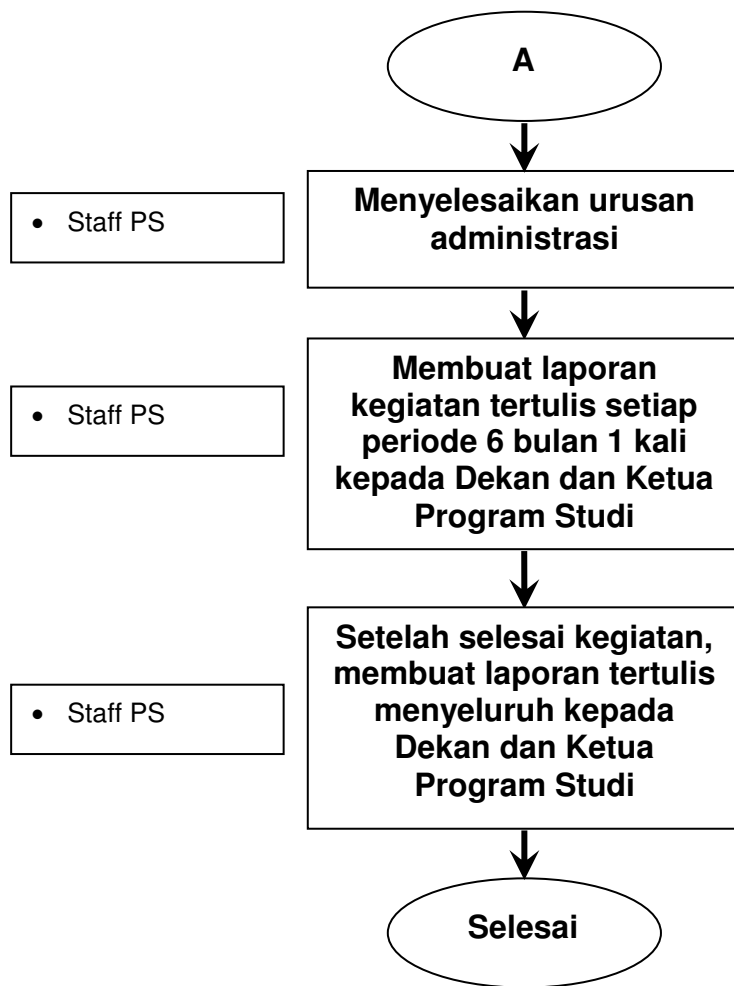 A
• Staff PS
Menyelesaikan urusan
administrasi
• Staff PS
Membuat laporan
kegiatan tertulis setiap
periode 6 bulan 1 kali
kepada Dekan dan Ketua
Program Studi
• Staff PS
Setelah selesai kegiatan,
membuat laporan tertulis
menyeluruh kepada
Dekan dan Ketua
Program Studi
Selesai